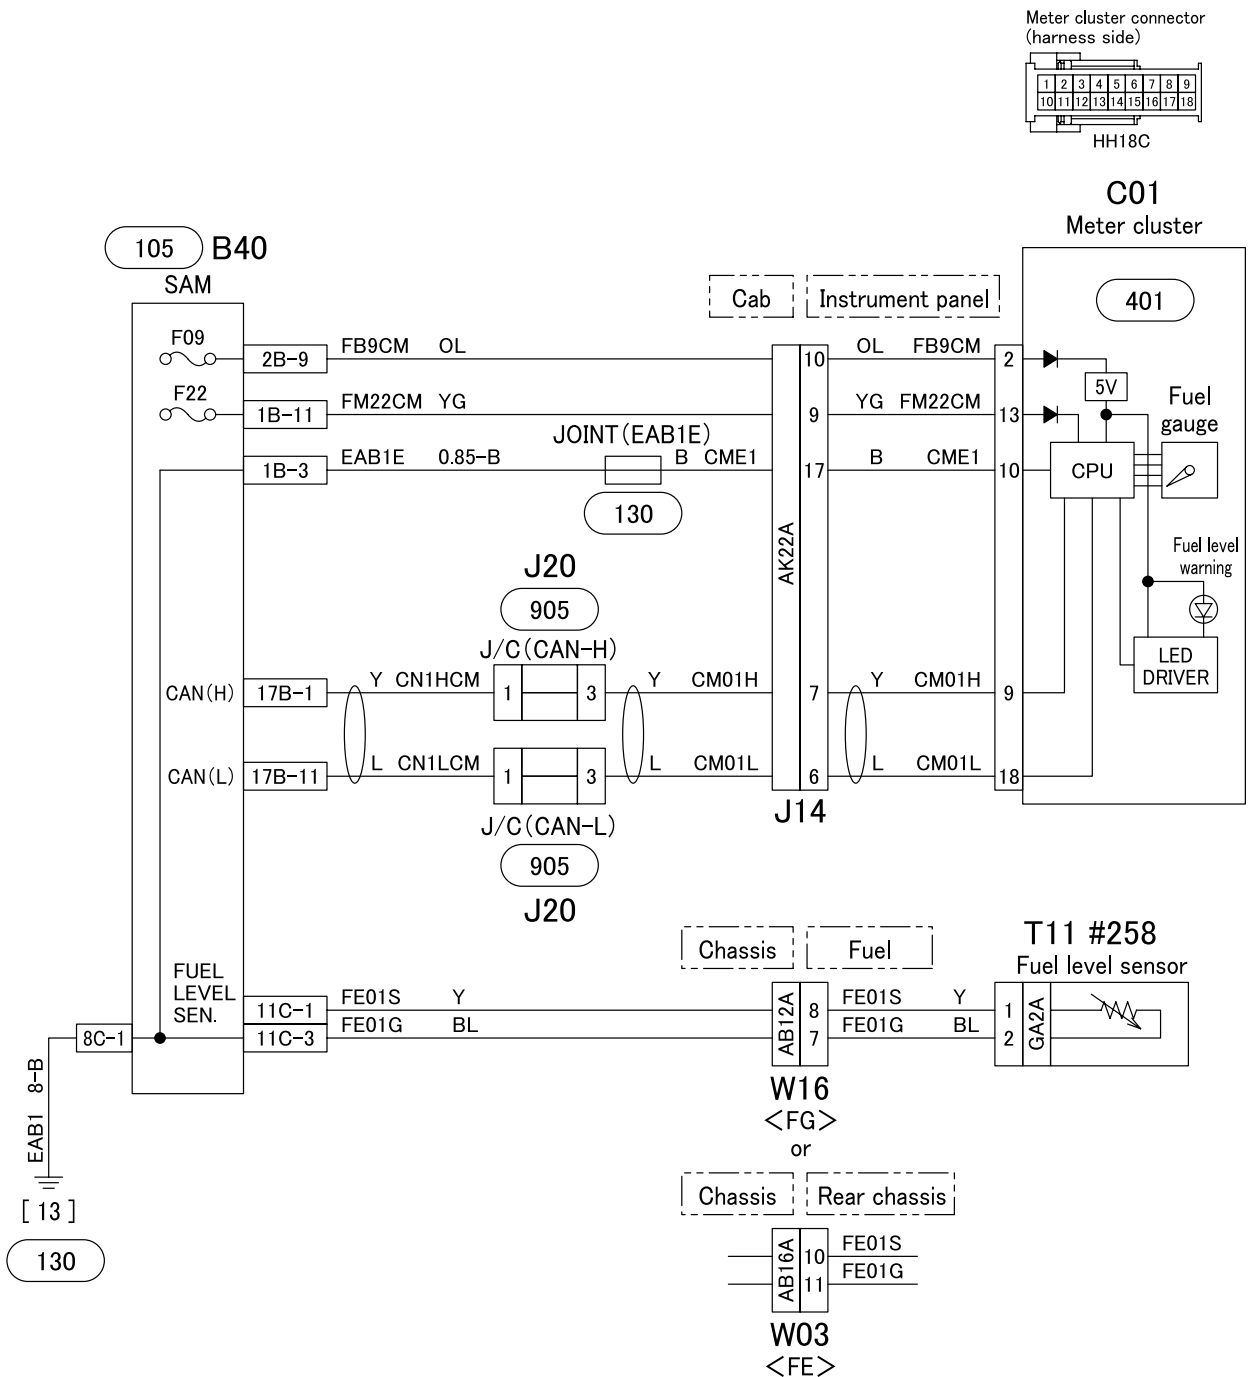 Meter cluster connector
(harness side)
1 2 3 4 5 6 7 8 9
10 11 12 13 14 15 16 17 18
HH18C
C01
Meter cluster
105 B40
SAM
Cab Instrument panel
401
F09
2B-9 FB9CM OL 10 OL FB9CM 2
5V
F22
1B-11 FM22CM YG 9 YG FM22CM 13
Fuel
gauge
JOINT(EAB1E)
1B-3 EAB1E 0.85-B B CME1 17 B CME1 10 CPU
130
AK22A
Fuel level
warning
J20
905
J/C(CAN-H)
LED
DRIVER
CAN(H) 17B-1 Y CN1HCM 1 3 Y CM01H 7 Y CM01H 9
CAN(L) 17B-11 L CN1LCM 1 3 L CM01L 6 L CM01L 18
J14
J/C(CAN-L)
905
J20
Chassis Fuel
T11 #258
Fuel level sensor
FUEL
LEVEL
SEN.
11C-1 FE01S Y 8 FE01S Y 1
8C-1 11C-3 FE01G BL 7 FE01G BL 2
AB12A
GA2A
EAB1 8-B
W16
<FG>
or
[13]
130
Chassis Rear chassis
AB16A
10 FE01S
11 FE01G
W03
<FE>